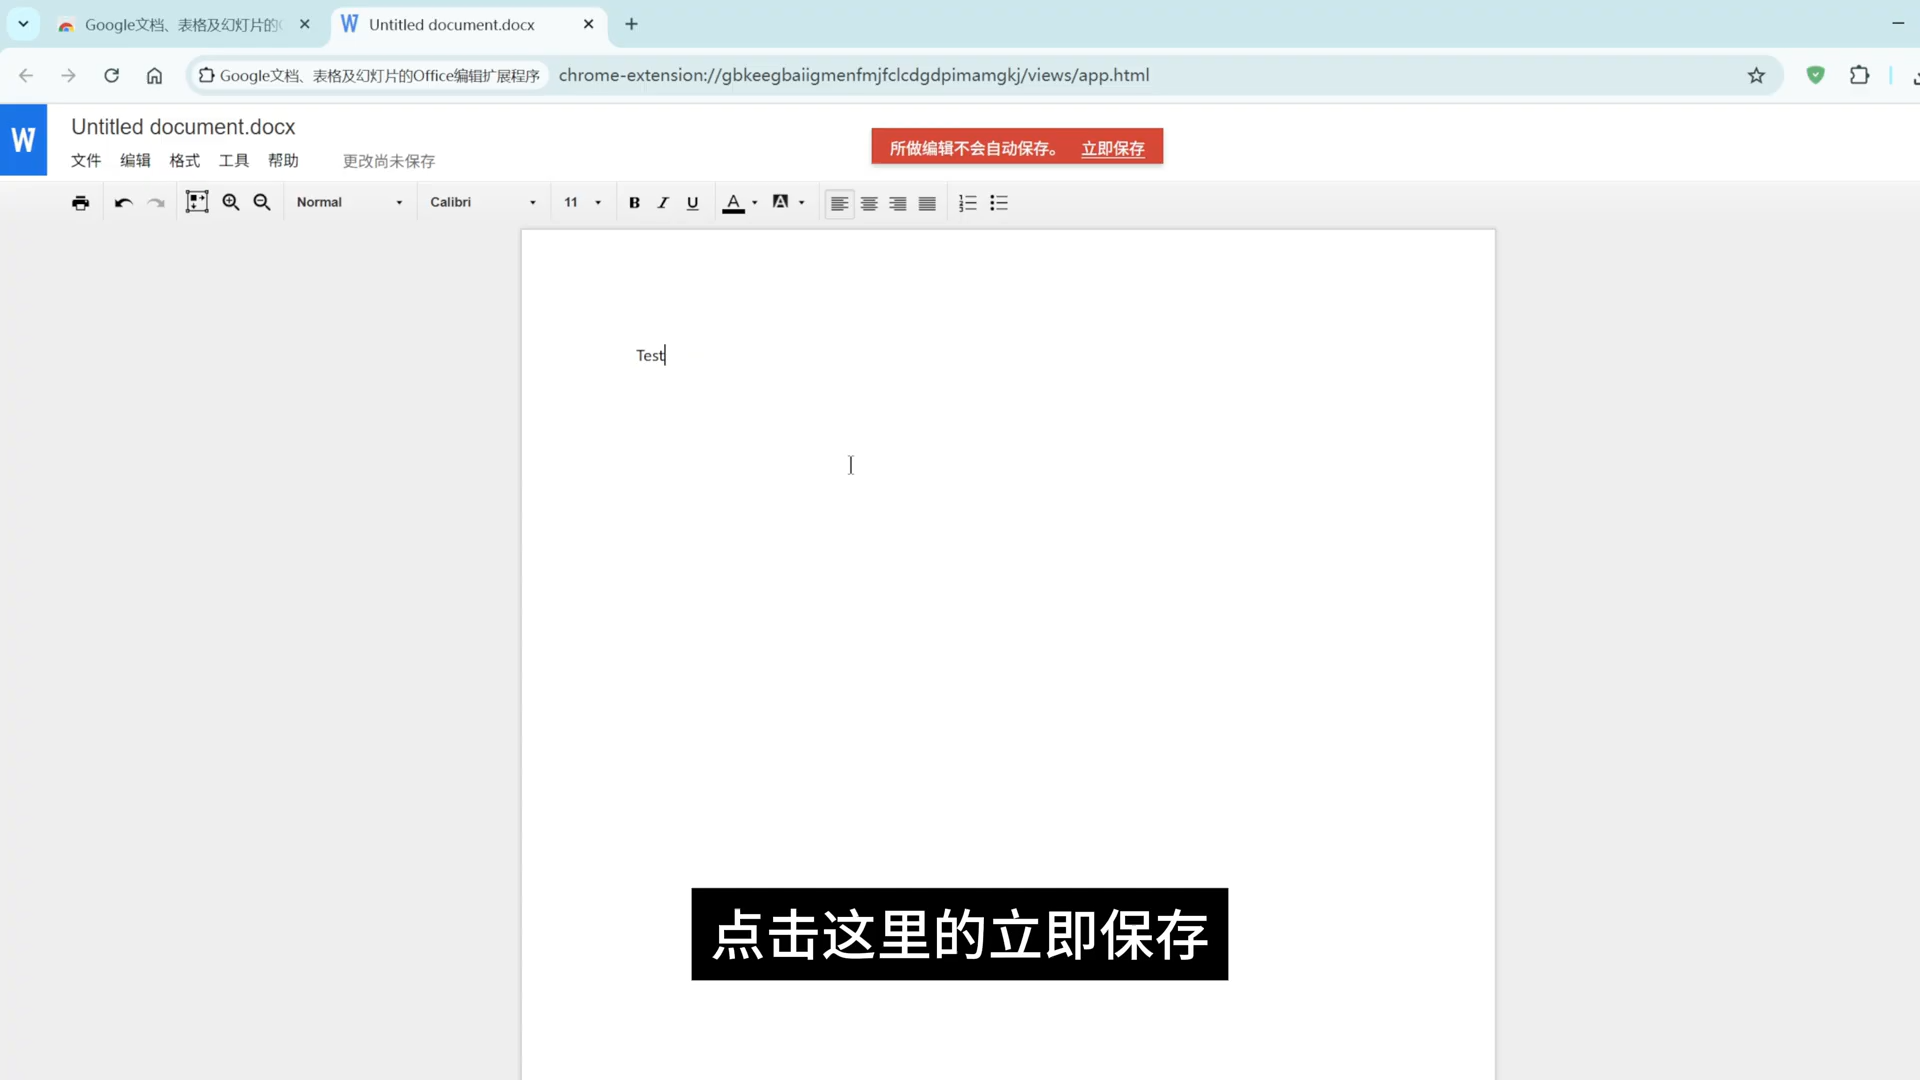 Google文档、表格及幻灯片的
Untitled document.docx
Google文档、表格及幻灯片的Office编辑扩展程序
chrome-extension://gbkeegbaiigmenfmjfclcdgdpimamgkj/views/app.html
W
Untitled document.docx
文件 编辑 格式 工具 帮助 更改尚未保存
所做编辑不会自动保存。 立即保存
Normal Calibri 11 B I U A A
Test
点击这里的立即保存